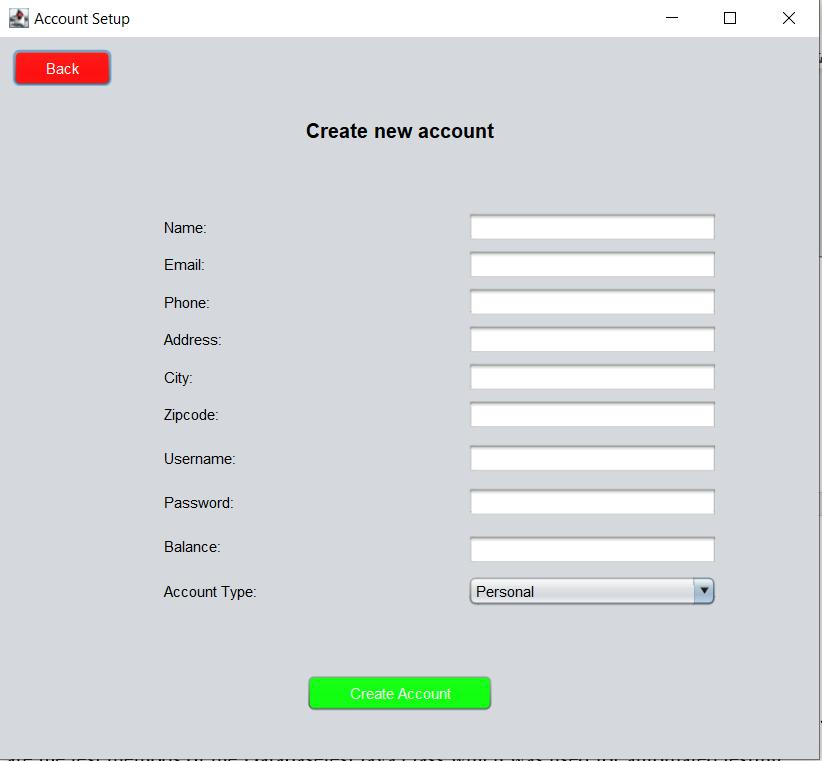 Account Setup
Back
Create new account
Name:
Email:
Phone:
Address:
City:
Zipcode:
Username:
Password:
Balance:
Account Type: Personal
Create Account